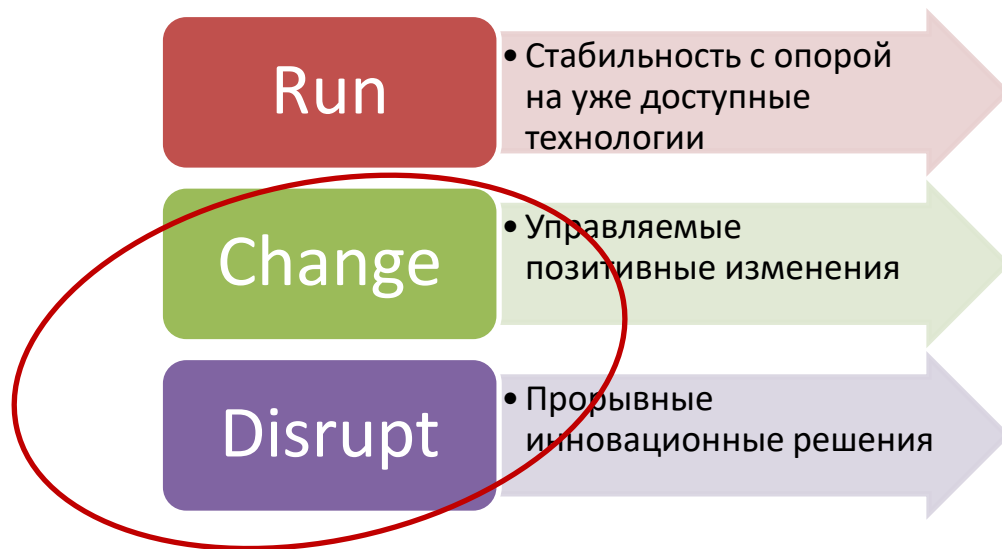 Run
• Стабильность с опорой
на уже доступные
технологии
Change
• Управляемые
позитивные изменения
Disrupt
• Прорывные
инновационные решения